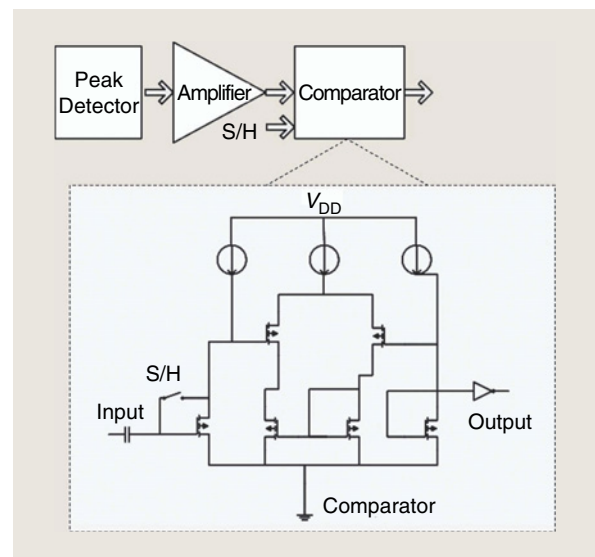 Peak
Detector
Amplifier
Comparator
S/H
VDD
S/H
Input
Output
Comparator